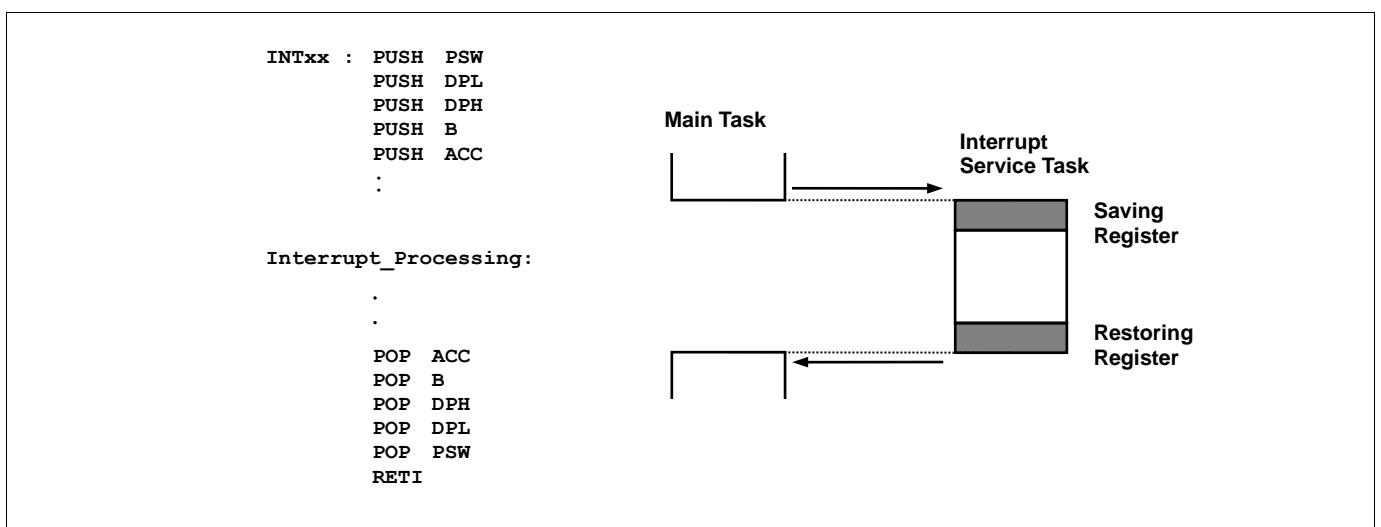 INTxx : PUSH PSW
PUSH DPL
PUSH DPH
PUSH B
PUSH ACC
.
.
Interrupt_Processing:
.
.
POP ACC
POP B
POP DPH
POP DPL
POP PSW
RETI
Main Task
Interrupt
Service Task
Saving
Register
Restoring
Register